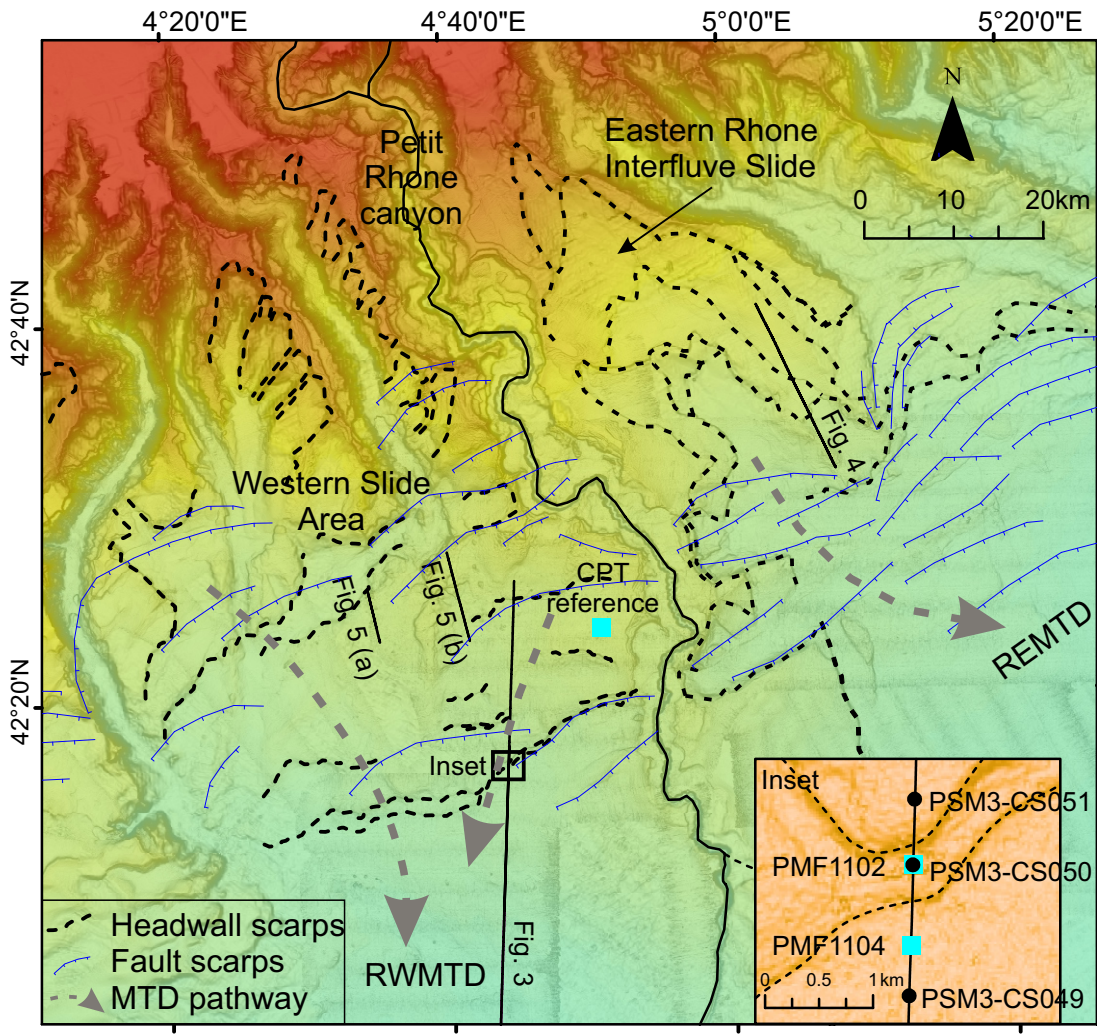 4°20'0"E
4°40'0"E
5°0'0"E
5°20'0"E
N
Petit
Rhone
canyon
Eastern Rhone
Interfluve Slide
0 10 20km
42°40'N
Fig. 4
Western Slide
Area
CPT
reference
Fig. 5 (a)
Fig. 5 (b)
REMTD
42°20'N
Inset
Inset
PSM3-CS051
PMF1102
PSM3-CS050
PMF1104
0 0.5 1km
PSM3-CS049
Headwall scarps
Fault scarps
MTD pathway
RWMTD
Fig. 3